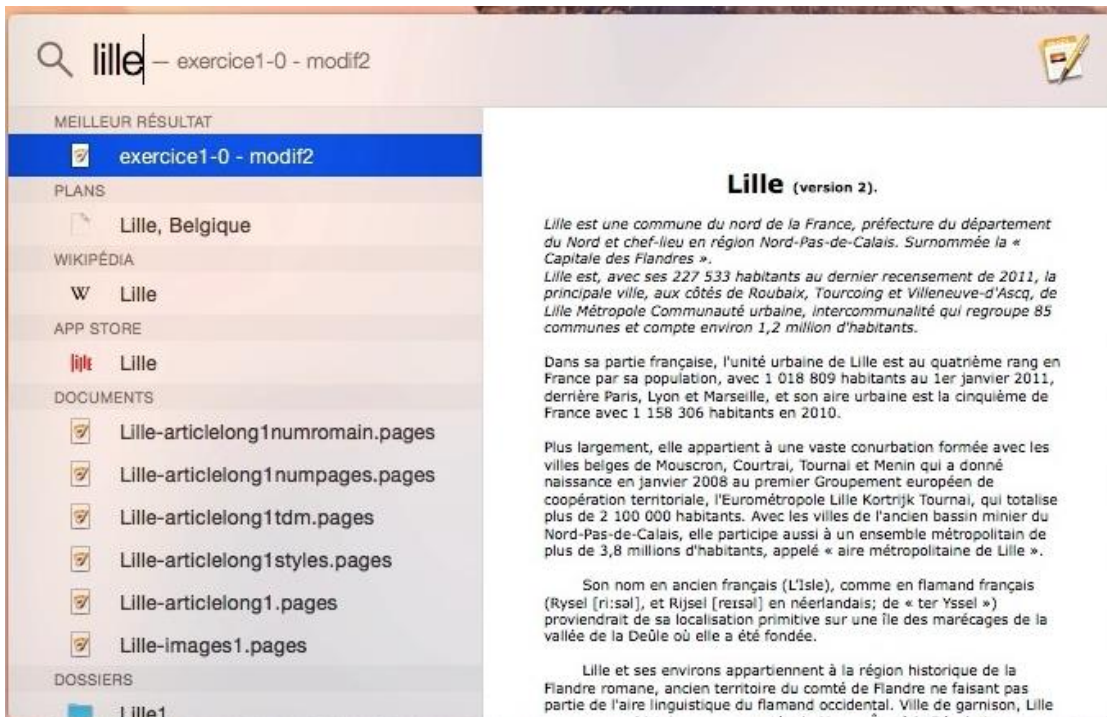 lille — exercice1-0 - modif2
MEILLEUR RÉSULTAT
exercice1-0 - modif2
PLANS
Lille, Belgique
WIKIPÉDIA
W Lille
APP STORE
lille Lille
DOCUMENTS
Lille-articlelong1numromain.pages
Lille-articlelong1numpages.pages
Lille-articlelong1tdm.pages
Lille-articlelong1styles.pages
Lille-articlelong1.pages
Lille-images1.pages
DOSSIERS
Lille1
Lille (version 2).
Lille est une commune du nord de la France, préfecture du département
du Nord et chef-lieu en région Nord-Pas-de-Calais. Surnommée la «
Capitale des Flandres ».
Lille est, avec ses 227 533 habitants au dernier recensement de 2011, la
principale ville, aux côtés de Roubaix, Tourcoing et Villeneuve-d'Ascq, de
Lille Métropole Communauté urbaine, intercommunalité qui regroupe 85
communes et compte environ 1,2 million d'habitants.
Dans sa partie française, l'unité urbaine de Lille est au quatrième rang en
France par sa population, avec 1 018 809 habitants au 1er janvier 2011,
derrière Paris, Lyon et Marseille, et son aire urbaine est la cinquième de
France avec 1 158 306 habitants en 2010.
Plus largement, elle appartient à une vaste conurbation formée avec les
villes belges de Mouscron, Courtrai, Tournai et Menin qui a donné
naissance en janvier 2008 au premier Groupement européen de
coopération territoriale, l'Eurométropole Lille Kortrijk Tournai, qui totalise
plus de 2 100 000 habitants. Avec les villes de l'ancien bassin minier du
Nord-Pas-de-Calais, elle participe aussi à un ensemble métropolitain de
plus de 3,8 millions d'habitants, appelé « aire métropolitaine de Lille ».
Son nom en ancien français (L'Isle), comme en flamand français
(Rysel [ri:səl], et Rijsel [rɛɪsəl] en néerlandais; de « ter Yssel »)
proviendrait de sa localisation primitive sur une île des marécages de la
vallée de la Deûle où elle a été fondée.
Lille et ses environs appartiennent à la région historique de la
Flandre romane, ancien territoire du comté de Flandre ne faisant pas
partie de l'aire linguistique du flamand occidental. Ville de garnison, Lille